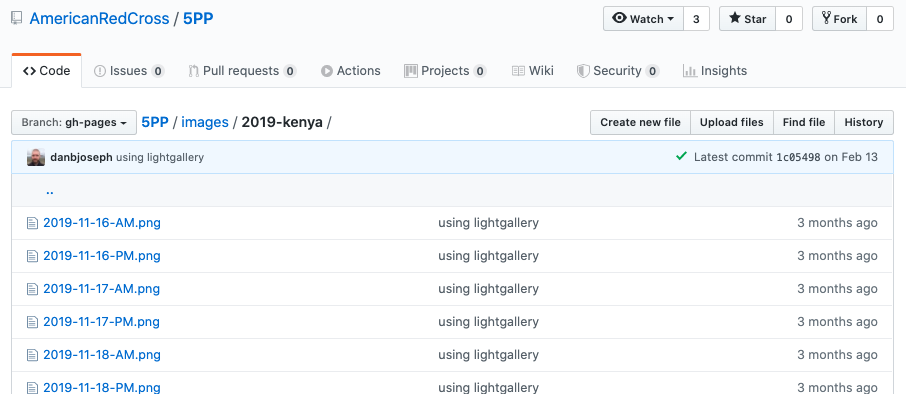 AmericanRedCross / 5PP Watch 3 Star 0 Fork 0
Code Issues 0 Pull requests 0 Actions Projects 0 Wiki Security 0 Insights
Branch: gh-pages 5PP / images / 2019-kenya / Create new file Upload files Find file History
danbjoseph using lightgallery Latest commit 1c05498 on Feb 13
..
2019-11-16-AM.png using lightgallery 3 months ago
2019-11-16-PM.png using lightgallery 3 months ago
2019-11-17-AM.png using lightgallery 3 months ago
2019-11-17-PM.png using lightgallery 3 months ago
2019-11-18-AM.png using lightgallery 3 months ago
2019-11-18-PM.png using lightgallery 3 months ago